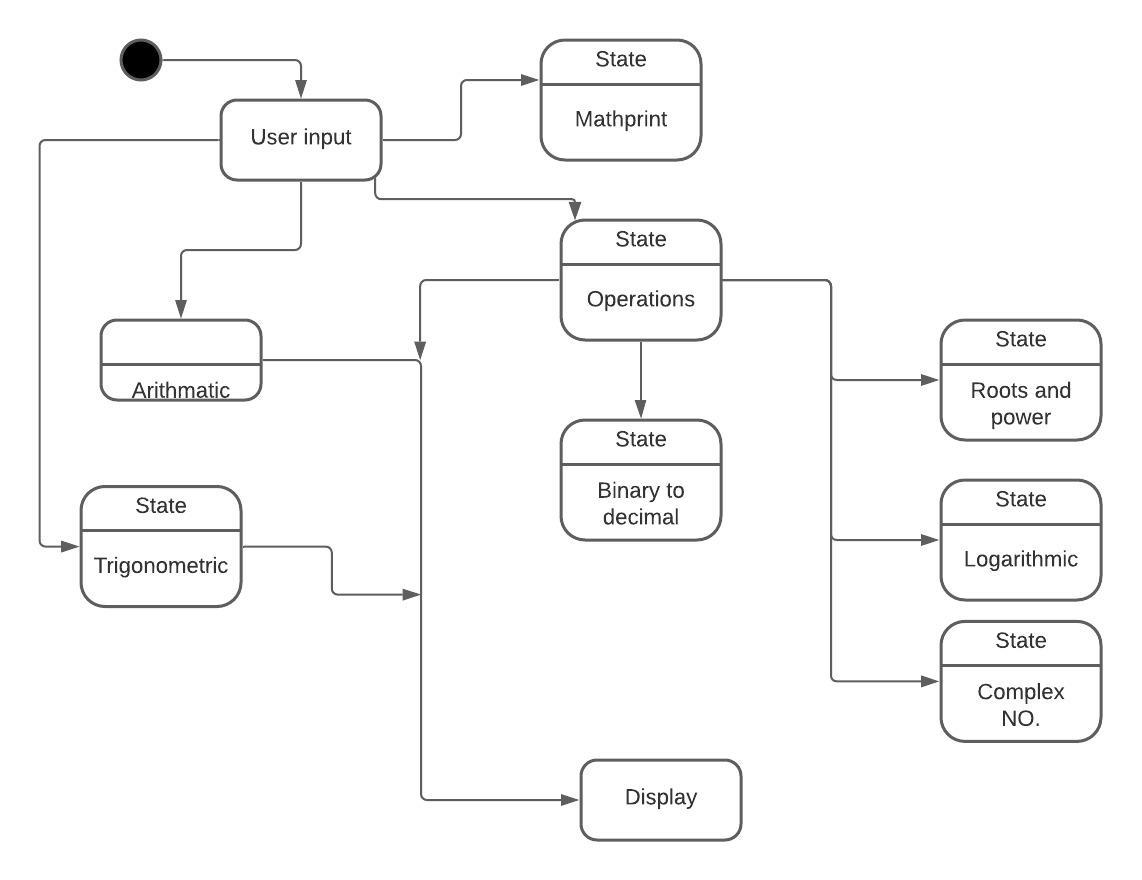 State
Mathprint
User input
State
Operations
Arithmatic
State
Roots and
power
State
Binary to
decimal
State
Trigonometric
State
Logarithmic
State
Complex
NO.
Display